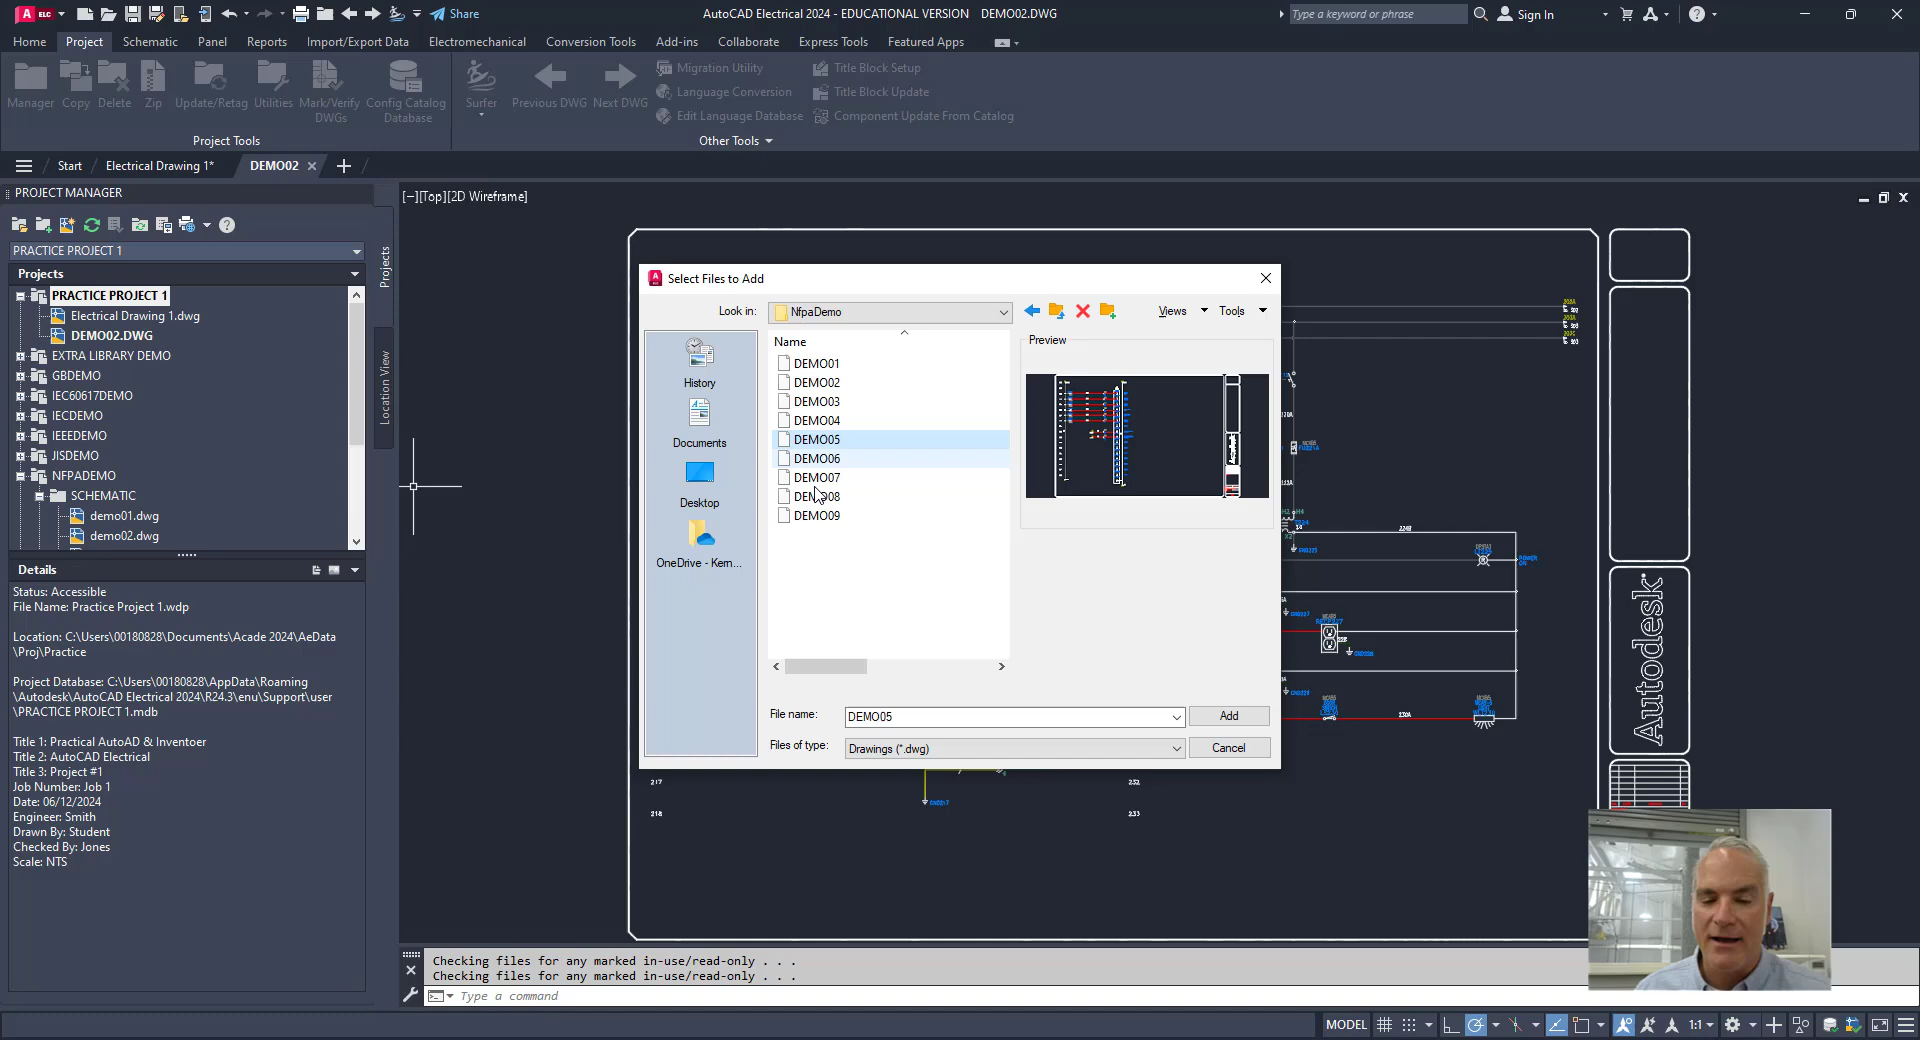 ELC
Share
AutoCAD Electrical 2024 - EDUCATIONAL VERSION DEMO02.DWG
Type a keyword or phrase
Sign In
Home
Project
Schematic
Panel
Reports
Import/Export Data
Electromechanical
Conversion Tools
Add-ins
Collaborate
Express Tools
Featured Apps
Manager
Copy
Delete
Zip
Update/Retag
Utilities
Mark/Verify
DWGs
Config Catalog
Database
Surfer
Previous DWG
Next DWG
Migration Utility
Language Conversion
Edit Language Database
Title Block Setup
Title Block Update
Component Update From Catalog
Project Tools
Other Tools
Start
Electrical Drawing 1*
DEMO02
PROJECT MANAGER
[−][Top][2D Wireframe]
PRACTICE PROJECT 1
Projects
PRACTICE PROJECT 1
Electrical Drawing 1.dwg
DEMO02.DWG
EXTRA LIBRARY DEMO
GBDEMO
IEC60617DEMO
IECDEMO
IEEEDEMO
JISDEMO
NFPADEMO
SCHEMATIC
demo01.dwg
demo02.dwg
Projects
Location View
Details
Status: Accessible
File Name: Practice Project 1.wdp
Location: C:\Users\00180828\Documents\Acade 2024\AeData
\Proj\Practice
Project Database: C:\Users\00180828\AppData\Roaming
\Autodesk\AutoCAD Electrical 2024\R24.3\enu\Support\user
\PRACTICE PROJECT 1.mdb
Title 1: Practical AutoAD & Inventoer
Title 2: AutoCAD Electrical
Title 3: Project #1
Job Number: Job 1
Date: 06/12/2024
Engineer: Smith
Drawn By: Student
Checked By: Jones
Scale: NTS
Select Files to Add
Look in:
NfpaDemo
Views
Tools
History
Documents
Desktop
OneDrive - Kem...
Name
DEMO01
DEMO02
DEMO03
DEMO04
DEMO05
DEMO06
DEMO07
DEMO08
DEMO09
Preview
File name:
DEMO05
Add
Files of type:
Drawings (*.dwg)
Cancel
224B
POWER
ON
230A
217
218
232
233
Autodesk
Checking files for any marked in-use/read-only . . .
Checking files for any marked in-use/read-only . . .
Type a command
MODEL
1:1